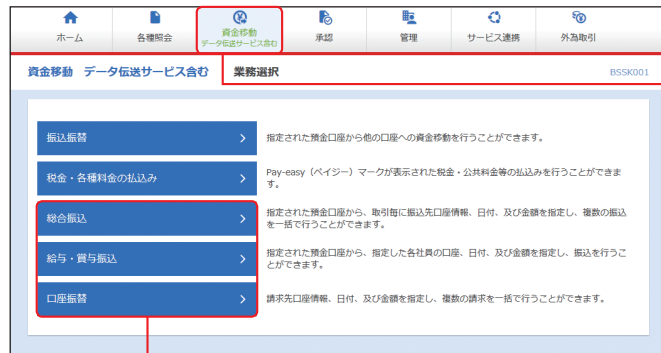 ホーム
各種照会
資金移動
データ伝送サービス含む
承認
管理
サービス連携
外為取引
資金移動 データ伝送サービス含む 業務選択 BSSK001
振込振替
指定された預金口座から他の口座への資金移動を行うことができます。
税金・各種料金の払込み
Pay-easy（ペイジー）マークが表示された税金・公共料金等の払込みを行うことができま
す。
総合振込
指定された預金口座から、取引毎に振込先口座情報、日付、及び金額を指定し、複数の振込
を一括で行うことができます。
給与・賞与振込
指定された預金口座から、指定した各社員の口座、日付、及び金額を指定し、振込を行うこ
とができます。
口座振替
請求先口座情報、日付、及び金額を指定し、複数の請求を一括で行うことができます。